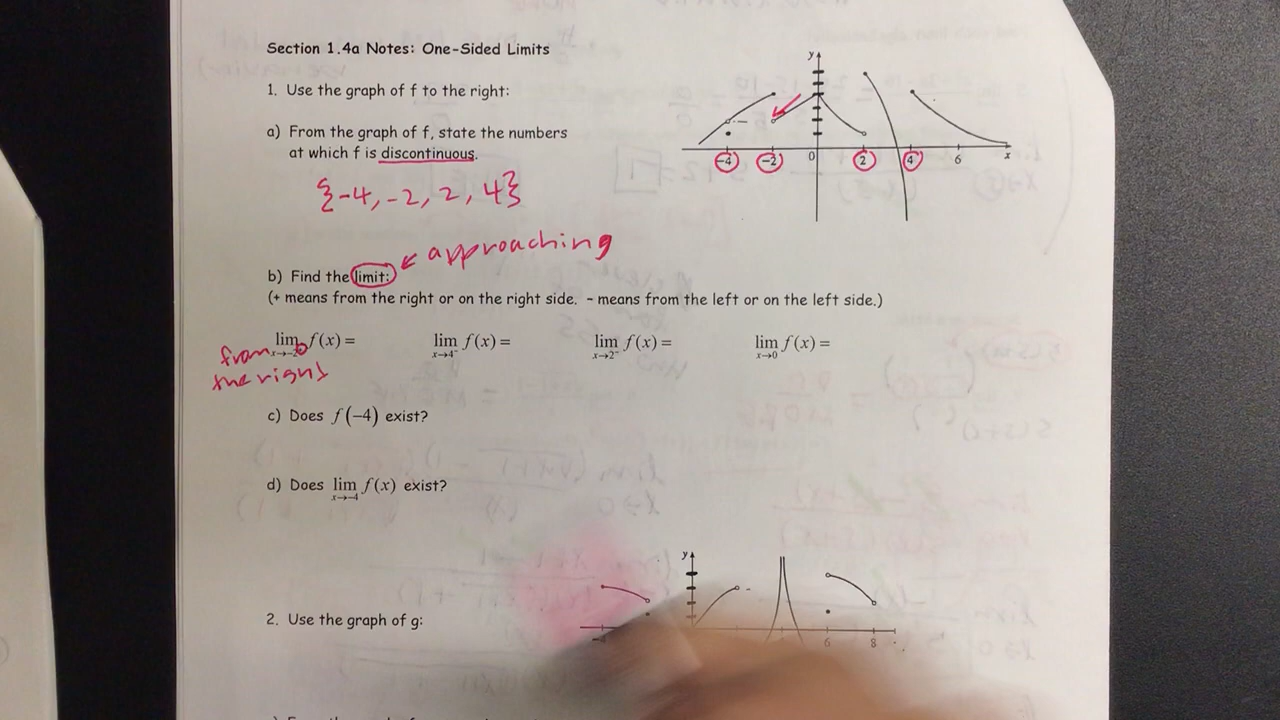 Section 1.4a Notes: One-Sided Limits
1. Use the graph of f to the right:
a) From the graph of f, state the numbers
at which f is discontinuous.
{-4, -2, 2, 4}
y
-4 -2 0 2 4 6 x
approaching
b) Find the limit:
(+ means from the right or on the right side. - means from the left or on the left side.)
lim f(x) = lim f(x) = lim f(x) = lim f(x) =
x→4⁻ x→2⁻ x→0
from
the right
c) Does f(-4) exist?
d) Does lim f(x) exist?
x→-4
y
2. Use the graph of g:
6 8